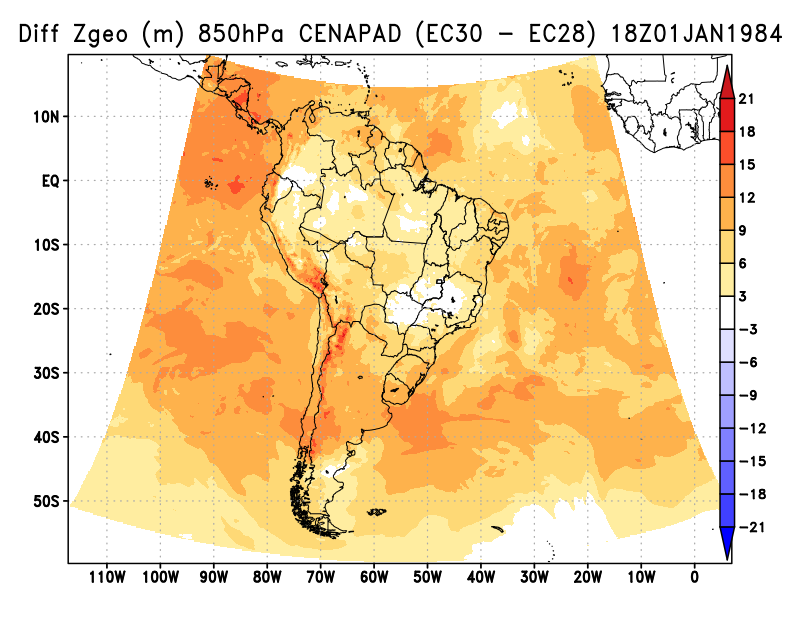 Diff Zgeo (m) 850hPa CENAPAD (EC30 − EC28) 18Z01JAN1984
10N
EQ
10S
20S
30S
40S
50S
110W 100W 90W 80W 70W 60W 50W 40W 30W 20W 10W 0
21
18
15
12
9
6
3
−3
−6
−9
−12
−15
−18
−21